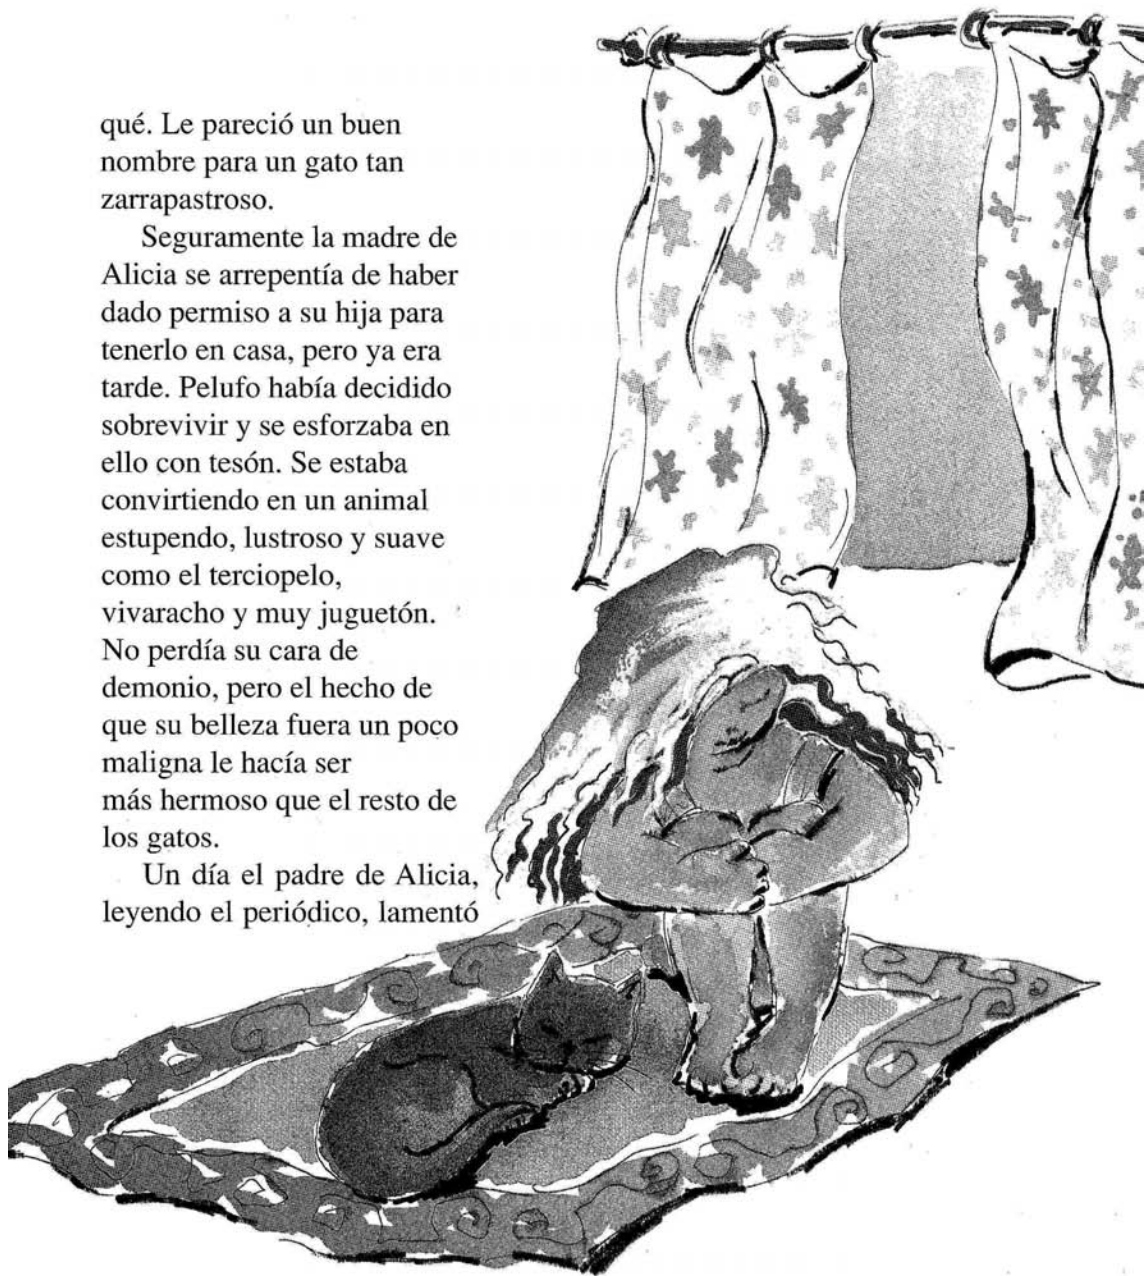 qué. Le pareció un buen
nombre para un gato tan
zarrapastroso.
Seguramente la madre de
Alicia se arrepentía de haber
dado permiso a su hija para
tenerlo en casa, pero ya era
tarde. Pelufo había decidido
sobrevivir y se esforzaba en
ello con tesón. Se estaba
convirtiendo en un animal
estupendo, lustroso y suave
como el terciopelo,
vivaracho y muy juguetón.
No perdía su cara de
demonio, pero el hecho de
que su belleza fuera un poco
maligna le hacía ser
más hermoso que el resto de
los gatos.
Un día el padre de Alicia,
leyendo el periódico, lamentó